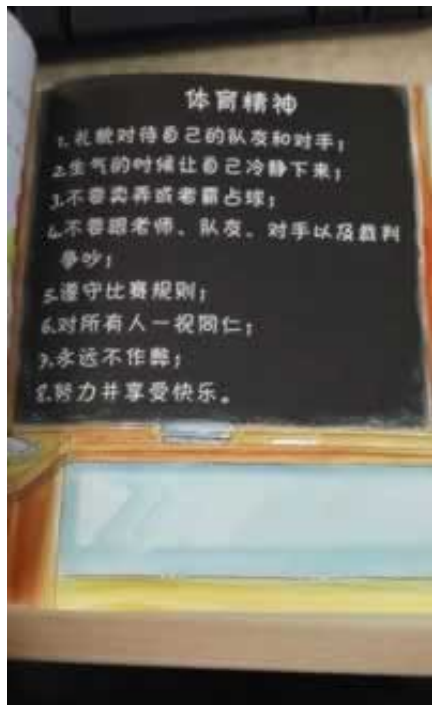 体育精神
1.礼貌对待自己的队友和对手；
2.生气的时候让自己冷静下来；
3.不要卖弄或者霸占球；
4.不要跟老师、队友、对手以及裁判
争吵；
5.遵守比赛规则；
6.对所有人一视同仁；
7.永远不作弊；
8.努力并享受快乐。